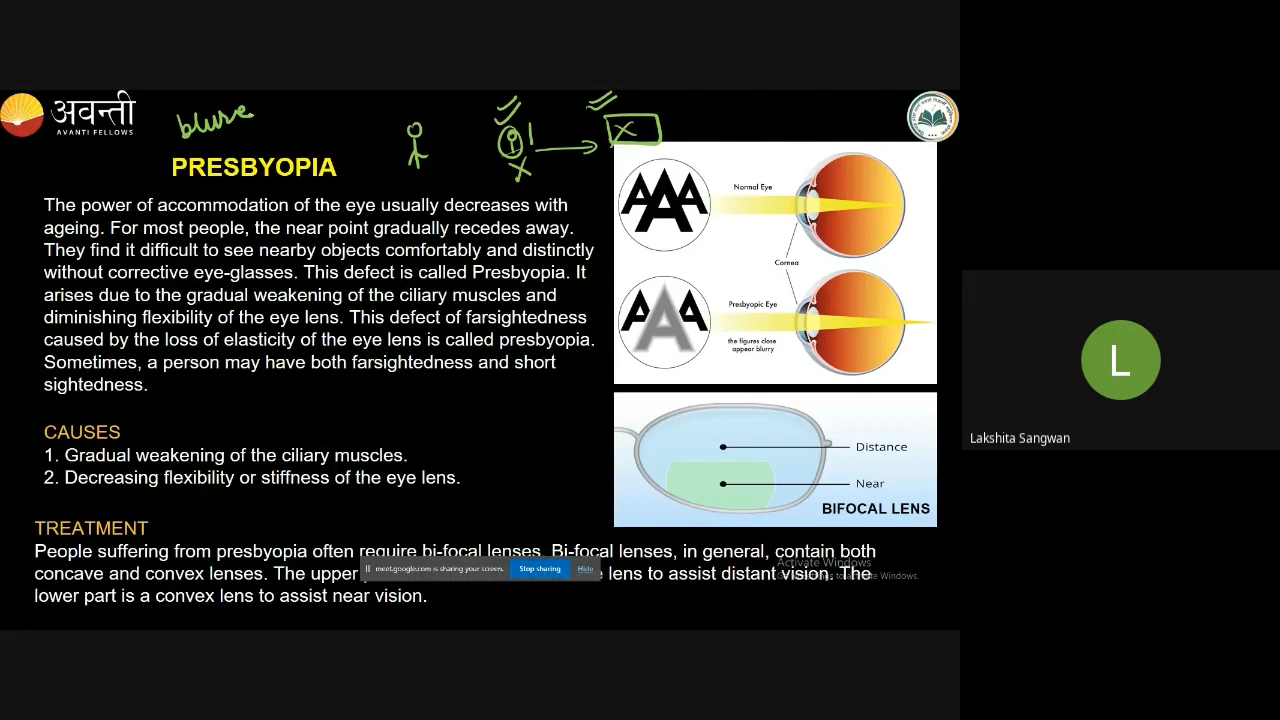 अवन्ती
AVANTI FELLOWS
blure
X
X
PRESBYOPIA
The power of accommodation of the eye usually decreases with
ageing. For most people, the near point gradually recedes away.
They find it difficult to see nearby objects comfortably and distinctly
without corrective eye-glasses. This defect is called Presbyopia. It
arises due to the gradual weakening of the ciliary muscles and
diminishing flexibility of the eye lens. This defect of farsightedness
caused by the loss of elasticity of the eye lens is called presbyopia.
Sometimes, a person may have both farsightedness and short
sightedness.
AAA
Normal Eye
Cornea
AAA
Presbyopic Eye
the figures close
appear blurry
CAUSES
1. Gradual weakening of the ciliary muscles.
2. Decreasing flexibility or stiffness of the eye lens.
Distance
Near
BIFOCAL LENS
TREATMENT
People suffering from presbyopia often require bi-focal lenses. Bi-focal lenses, in general, contain both
concave and convex lenses. The upper lens to assist distant vision. The
lower part is a convex lens to assist near vision.
meet.google.com is sharing your screen.
Stop sharing
Hide
Activate Windows
to activate Windows.
L
Lakshita Sangwan